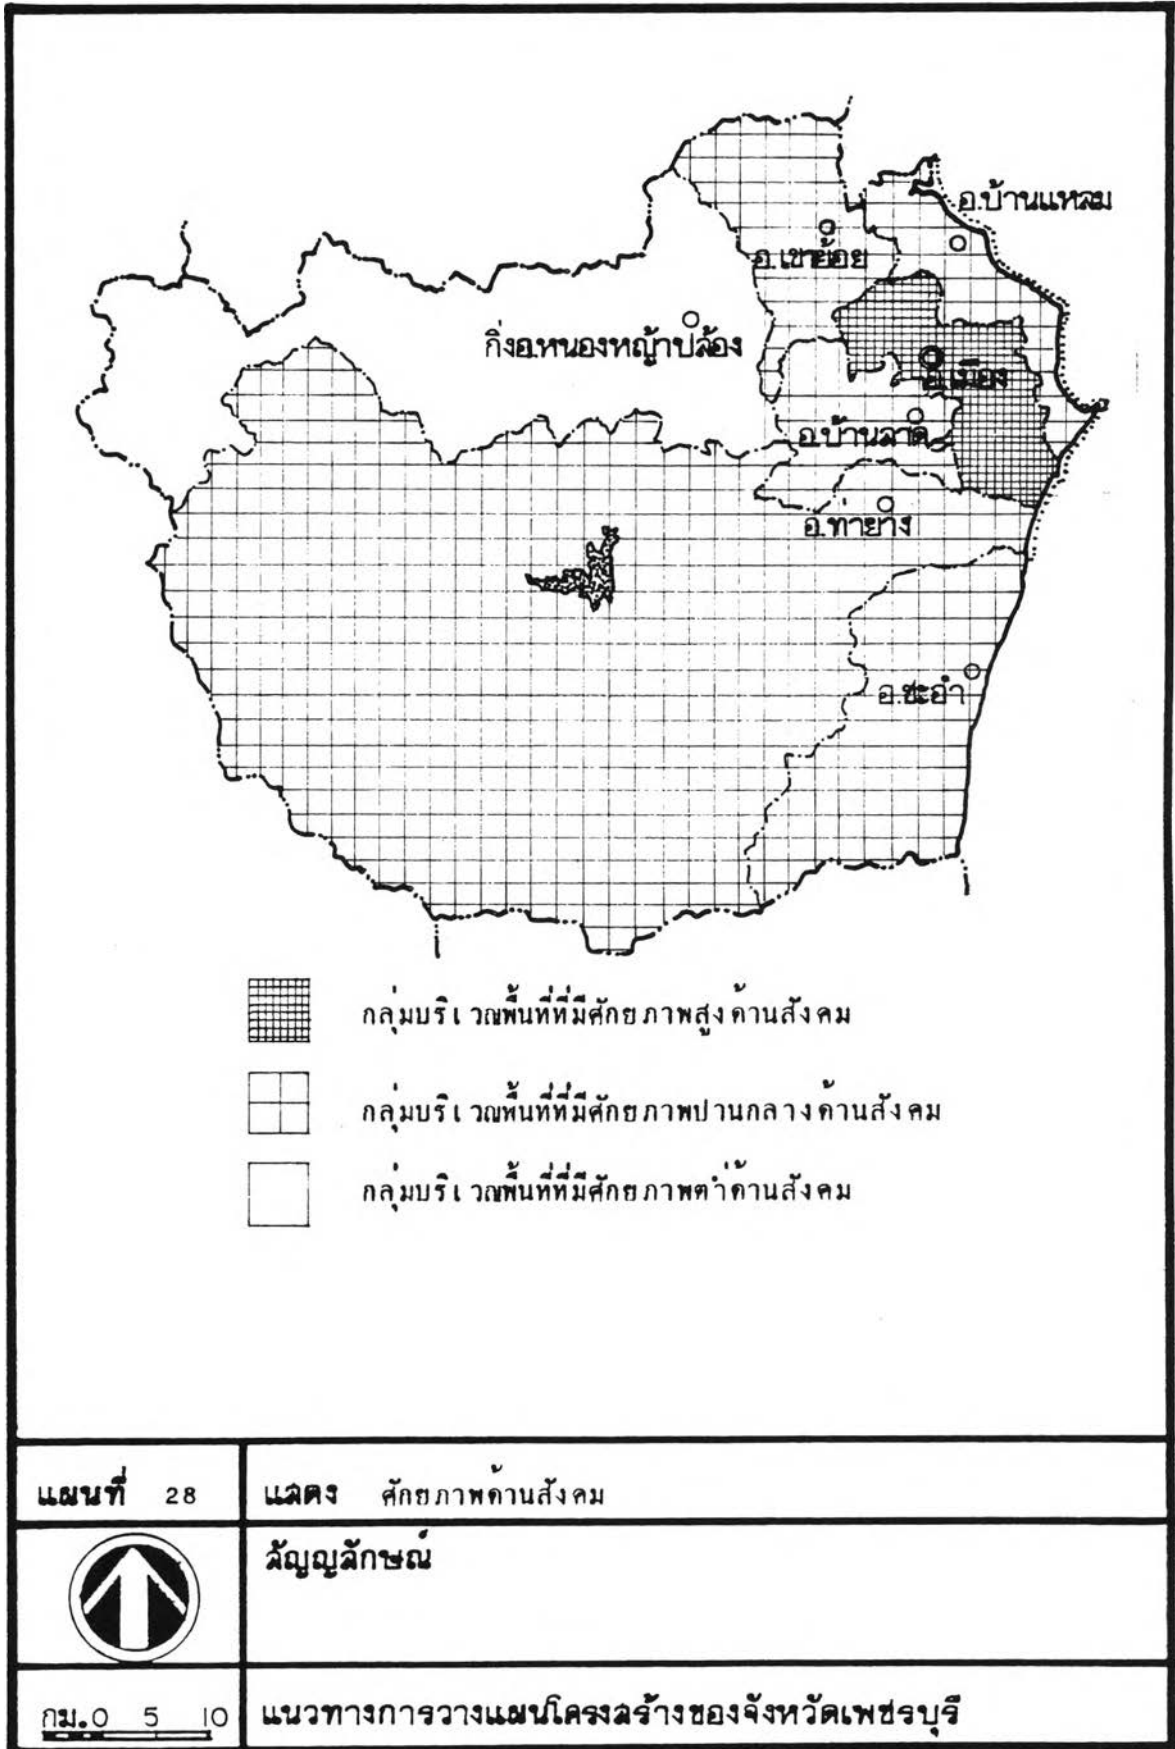 อ.บ้านแหลม
อ.เขาย้อย
กิ่งอ.หนองหญ้าปล้อง
อ.เมือง
อ.บ้านลาด
อ.ท่ายาง
อ.ชะอำ
กลุ่มบริเวณพื้นที่ที่มีศักยภาพสูงด้านสังคม
กลุ่มบริเวณพื้นที่ที่มีศักยภาพปานกลางด้านสังคม
กลุ่มบริเวณพื้นที่ที่มีศักยภาพต่ำด้านสังคม
แผนที่ 28
แสดง ศักยภาพด้านสังคม
สัญญลักษณ์
กม. 0 5 10
แนวทางการวางแผนโครงสร้างของจังหวัดเพชรบุรี